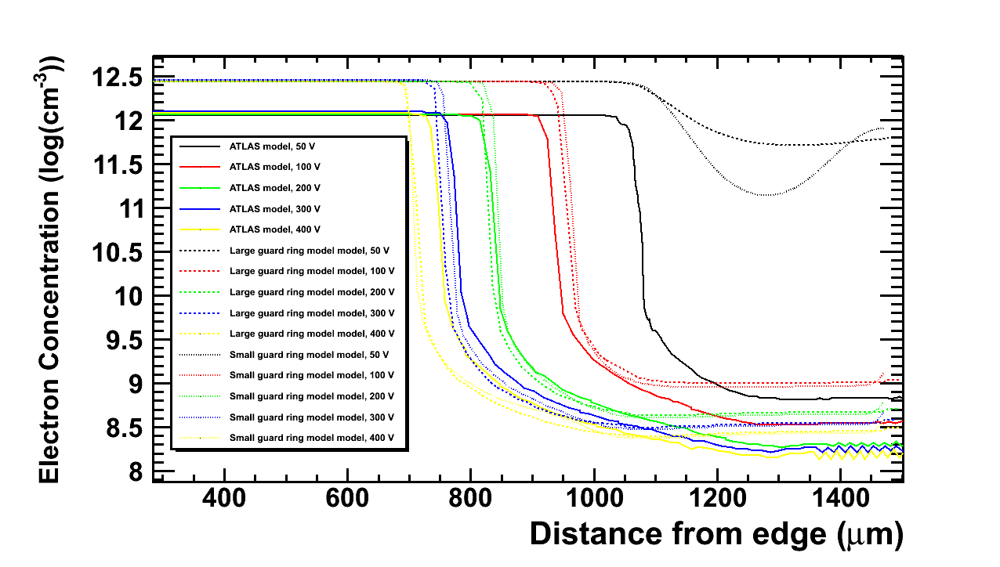 Electron Concentration (log(cm-3))
12.5
12
11.5
11
10.5
10
9.5
9
8.5
8
ATLAS model, 50 V
ATLAS model, 100 V
ATLAS model, 200 V
ATLAS model, 300 V
ATLAS model, 400 V
Large guard ring model model, 50 V
Large guard ring model model, 100 V
Large guard ring model model, 200 V
Large guard ring model model, 300 V
Large guard ring model model, 400 V
Small guard ring model model, 50 V
Small guard ring model model, 100 V
Small guard ring model model, 200 V
Small guard ring model model, 300 V
Small guard ring model model, 400 V
400 600 800 1000 1200 1400
Distance from edge (μm)